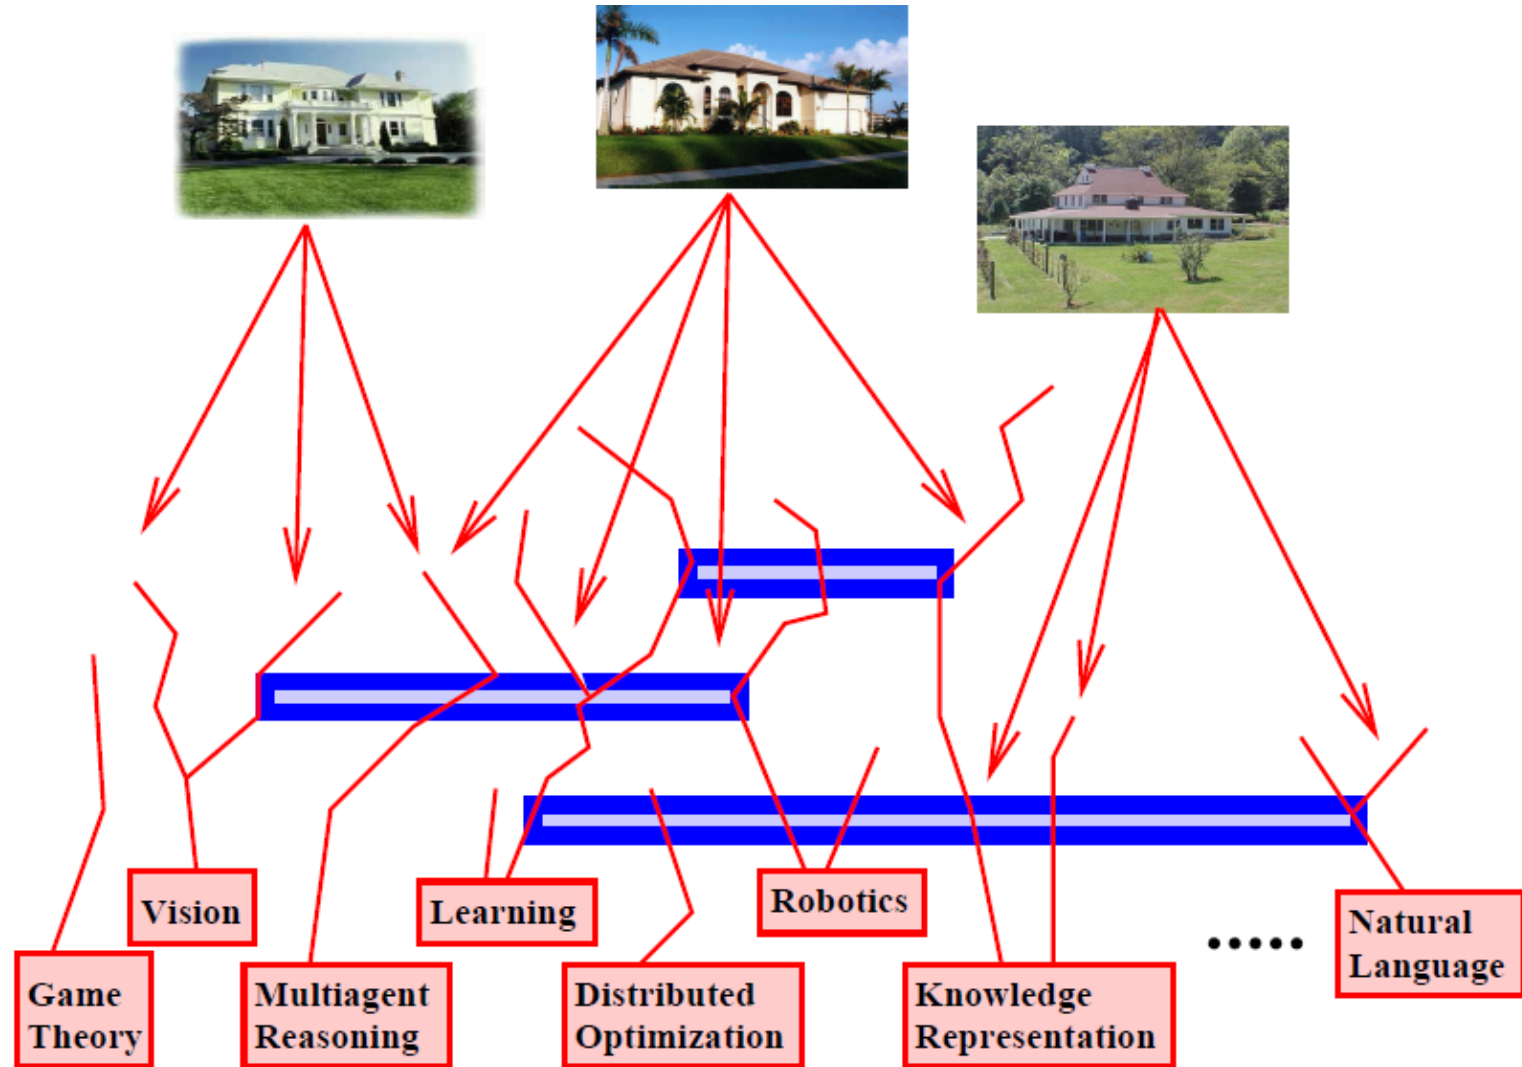 Vision
Learning
Robotics
Natural
Language
Game
Theory
Multiagent
Reasoning
Distributed
Optimization
Knowledge
Representation